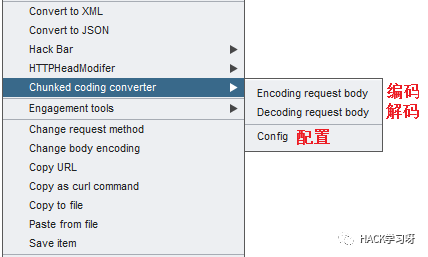 Convert to XML
Convert to JSON
Hack Bar
HTTPHeadModifer
Chunked coding converter
Encoding request body 编码
Decoding request body 解码
Config 配置
Engagement tools
Change request method
Change body encoding
Copy URL
Copy as curl command
Copy to file
Paste from file
Save item
HACK学习呀